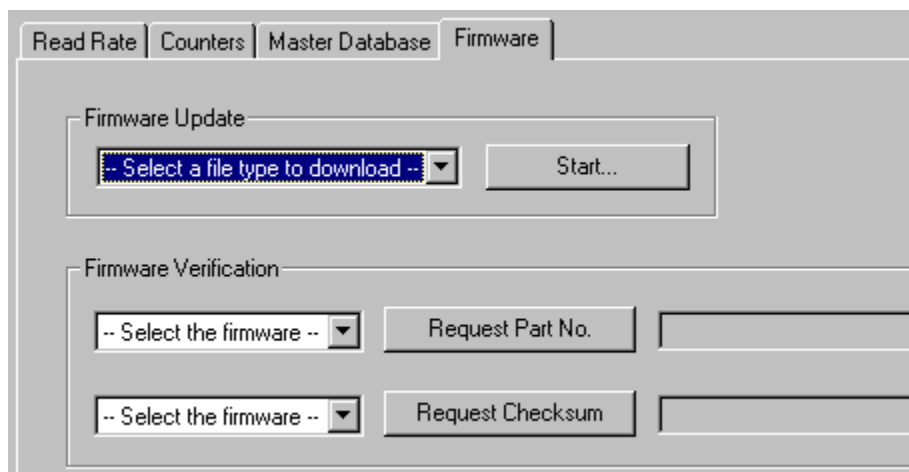 Read Rate Counters Master Database Firmware
Firmware Update
-- Select a file type to download -- Start...
Firmware Verification
-- Select the firmware -- Request Part No.
-- Select the firmware -- Request Checksum